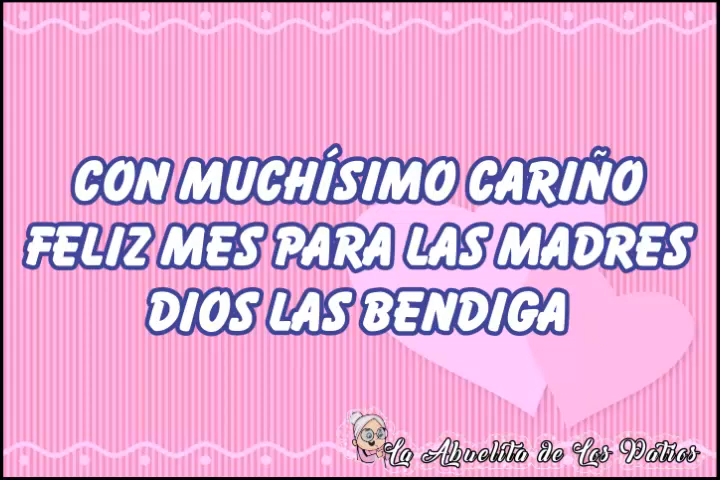 CON MUCHÍSIMO CARIÑO
FELIZ MES PARA LAS MADRES
DIOS LAS BENDIGA
La Abuelita de Los Patios